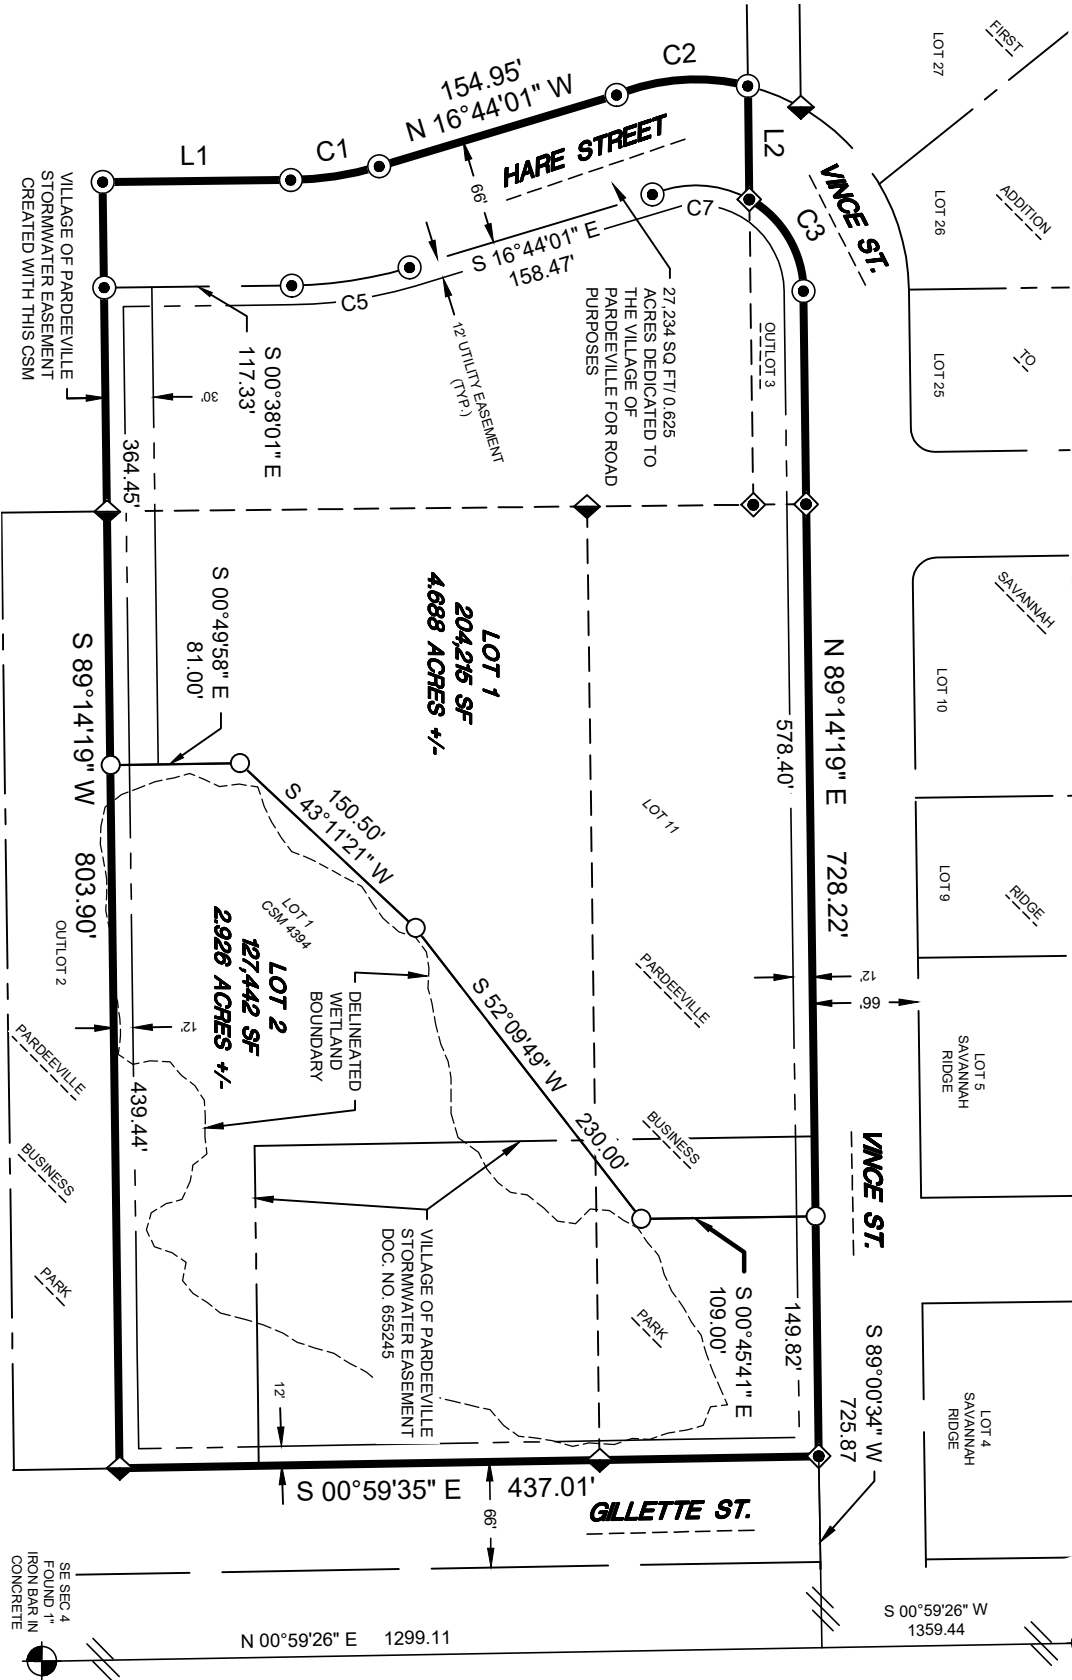 FIRST
ADDITION
TO
SAVANNAH
RIDGE
LOT 27
LOT 26
LOT 25
LOT 10
LOT 9
LOT 5
SAVANNAH
RIDGE
LOT 4
SAVANNAH
RIDGE
VINCE ST.
VINCE ST.
C2
L2
C3
154.95'
N 16°44'01" W
HARE STREET
C1
L1
66'
C7
S 16°44'01" E
158.47'
C5
12' UTILITY EASEMENT
(TYP.)
27,234 SQ FT/ 0.625
ACRES DEDICATED TO
THE VILLAGE OF
PARDEEVILLE FOR ROAD
PURPOSES
OUTLOT 3
VILLAGE OF PARDEEVILLE
STORMWATER EASEMENT
CREATED WITH THIS CSM
S 00°38'01" E
117.33'
30'
364.45'
N 89°14'19" E 728.22'
578.40'
12'
66'
LOT 1
204,215 SF
4.688 ACRES +/-
LOT 11
PARDEEVILLE
BUSINESS
PARK
S 00°49'58" E
81.00'
150.50'
S 43°11'21" W
S 52°09'49" W
230.00'
S 00°45'41" E
109.00'
149.82'
S 89°00'34" W
725.87
LOT 1
CSM 4394
LOT 2
127,442 SF
2.926 ACRES +/-
DELINEATED
WETLAND
BOUNDARY
VILLAGE OF PARDEEVILLE
STORMWATER EASEMENT
DOC. NO. 655245
S 89°14'19" W 803.90'
12'
439.44'
OUTLOT 2
PARDEEVILLE
BUSINESS
PARK
12'
S 00°59'35" E 437.01'
GILLETTE ST.
66'
SE SEC 4
FOUND 1"
IRON BAR IN
CONCRETE
N 00°59'26" E 1299.11
S 00°59'26" W
1359.44